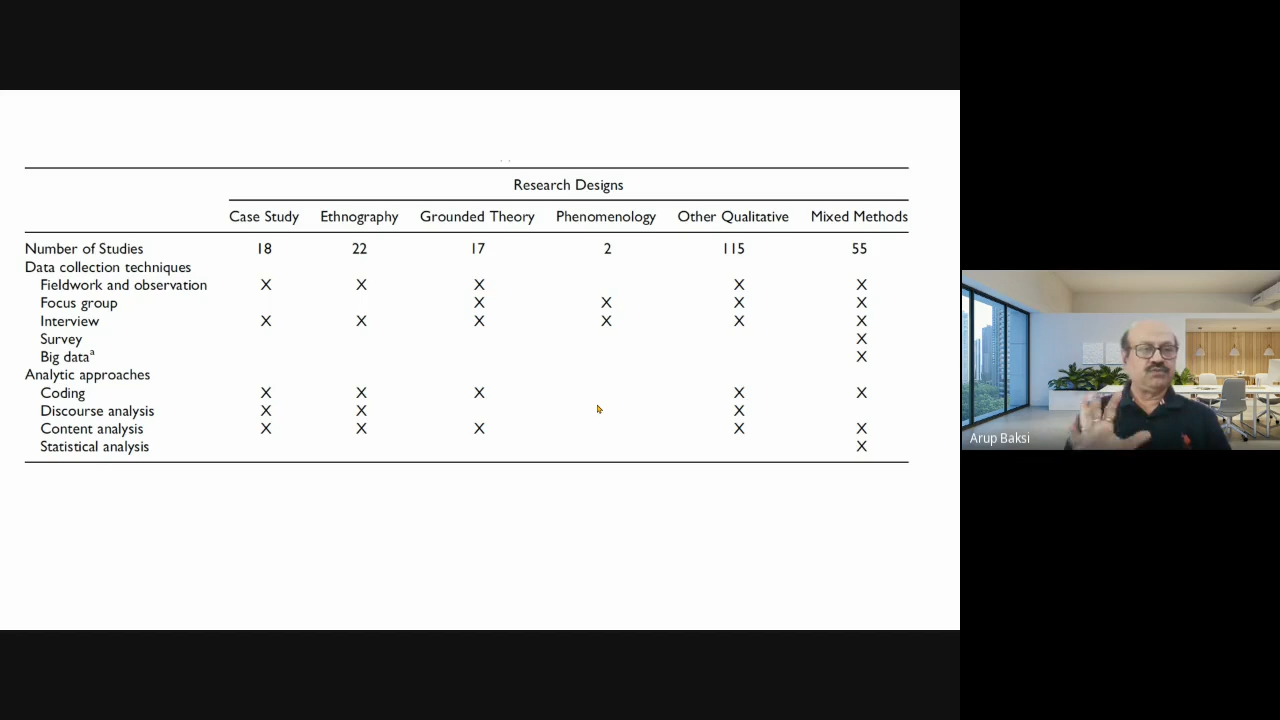 Research Designs
Case Study Ethnography Grounded Theory Phenomenology Other Qualitative Mixed Methods
Number of Studies 18 22 17 2 115 55
Data collection techniques
Fieldwork and observation X X X X X
Focus group X X X X
Interview X X X X X X
Survey X
Big dataᵃ X
Analytic approaches
Coding X X X X X
Discourse analysis X X X
Content analysis X X X X X
Statistical analysis X
Arup Baksi